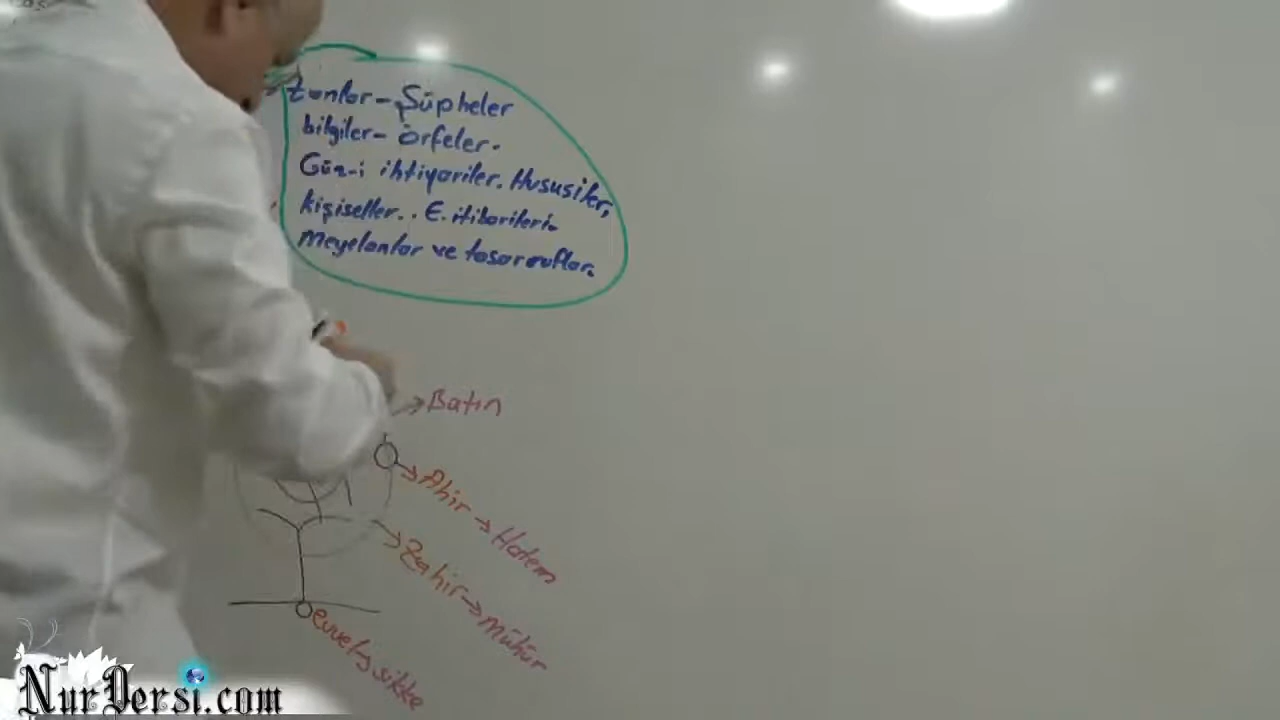 zanlar - Şüpheler
bilgiler - örfeler.
Cüz-i ihtiyariler. Hususiler,
kişiseller.. E. itibarileri.
meyelanlar ve tasarruflar.
→ Batın
→ Ahir → Hatem
→ Zahir → mühür
evvel → sikke
NurDersi.com